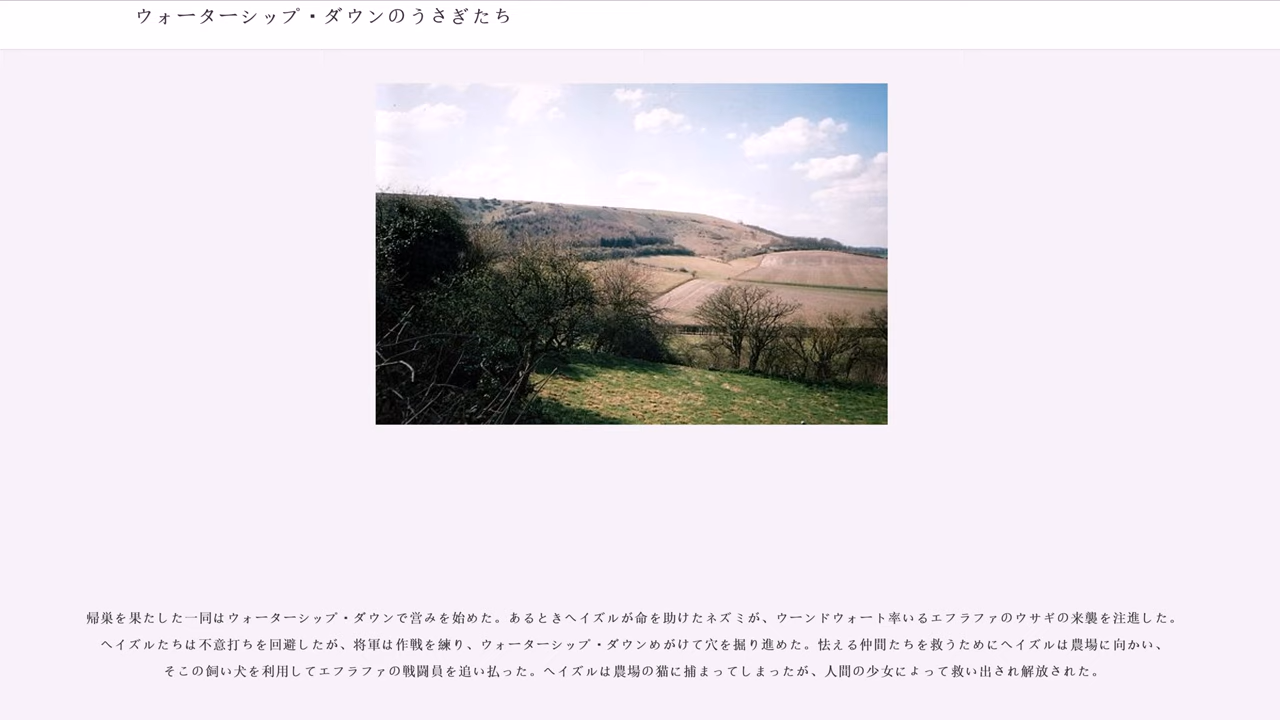 ウォーターシップ・ダウンのうさぎたち
帰巣を果たした一同はウォーターシップ・ダウンで営みを始めた。あるときヘイズルが命を助けたネズミが、ウーンドウォート率いるエフラファのウサギの来襲を注進した。
ヘイズルたちは不意打ちを回避したが、将軍は作戦を練り、ウォーターシップ・ダウンめがけて穴を掘り進めた。怯える仲間たちを救うためにヘイズルは農場に向かい、
そこの飼い犬を利用してエフラファの戦闘員を追い払った。ヘイズルは農場の猫に捕まってしまったが、人間の少女によって救い出され解放された。